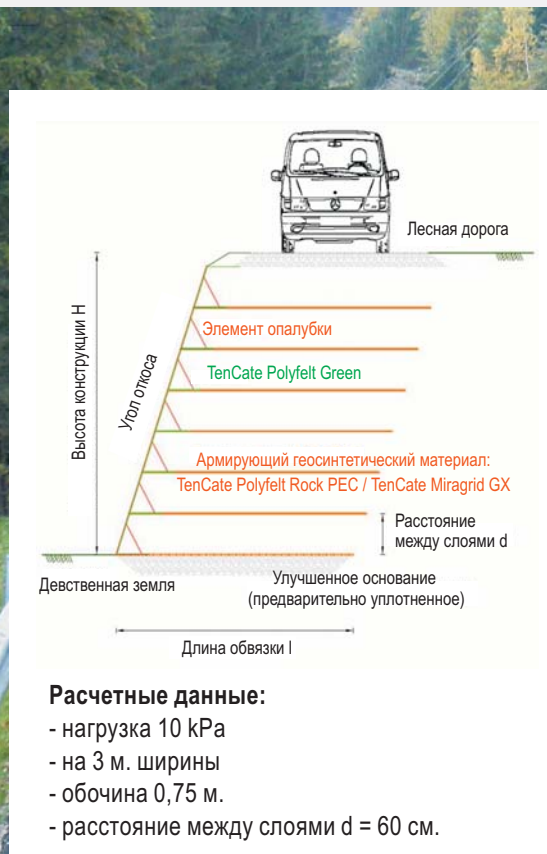 Лесная дорога
Высота конструкции H
Угол откоса
Элемент опалубки
TenCate Polyfelt Green
Армирующий геосинтетический материал:
TenCate Polyfelt Rock PEC / TenCate Miragrid GX
Расстояние
между слоями d
Девственная земля
Улучшенное основание
(предварительно уплотненное)
Длина обвязки l
Расчетные данные:
- нагрузка 10 kPa
- на 3 м. ширины
- обочина 0,75 м.
- расстояние между слоями d = 60 см.